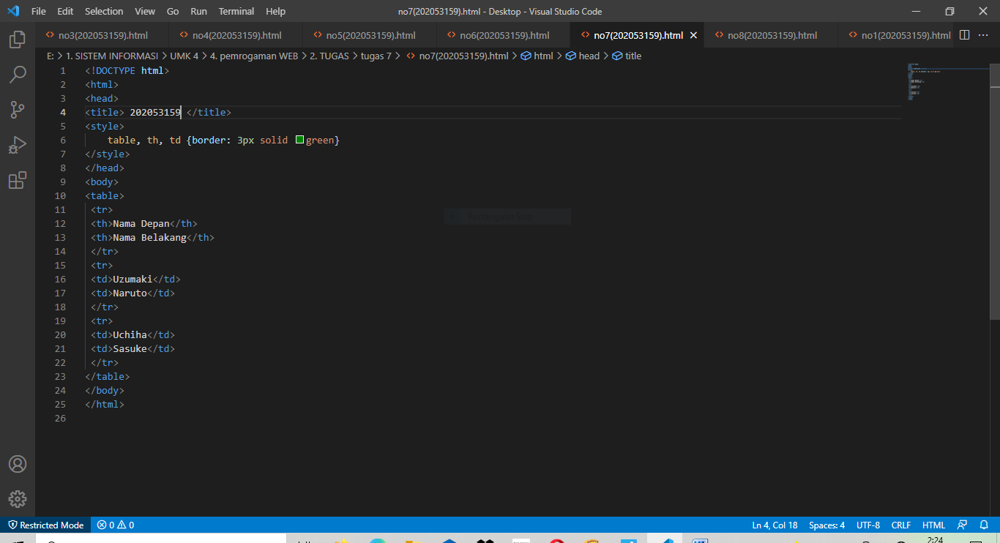 File Edit Selection View Go Run Terminal Help no7(202053159).html - Desktop - Visual Studio Code
no3(202053159).html no4(202053159).html no5(202053159).html no6(202053159).html no7(202053159).html no8(202053159).html no1(202053159).html
E: > 1. SISTEM INFORMASI > UMK 4 > 4. pemrogaman WEB > 2. TUGAS > tugas 7 > no7(202053159).html > html > head > title
1 <!DOCTYPE html>
2 <html>
3 <head>
4 <title> 202053159 </title>
5 <style>
6 table, th, td {border: 3px solid green}
7 </style>
8 </head>
9 <body>
10 <table>
11 <tr>
12 <th>Nama Depan</th>
13 <th>Nama Belakang</th>
14 </tr>
15 <tr>
16 <td>Uzumaki</td>
17 <td>Naruto</td>
18 </tr>
19 <tr>
20 <td>Uchiha</td>
21 <td>Sasuke</td>
22 </tr>
23 </table>
24 </body>
25 </html>
26
Restricted Mode 0 0 Ln 4, Col 18 Spaces: 4 UTF-8 CRLF HTML
2:24